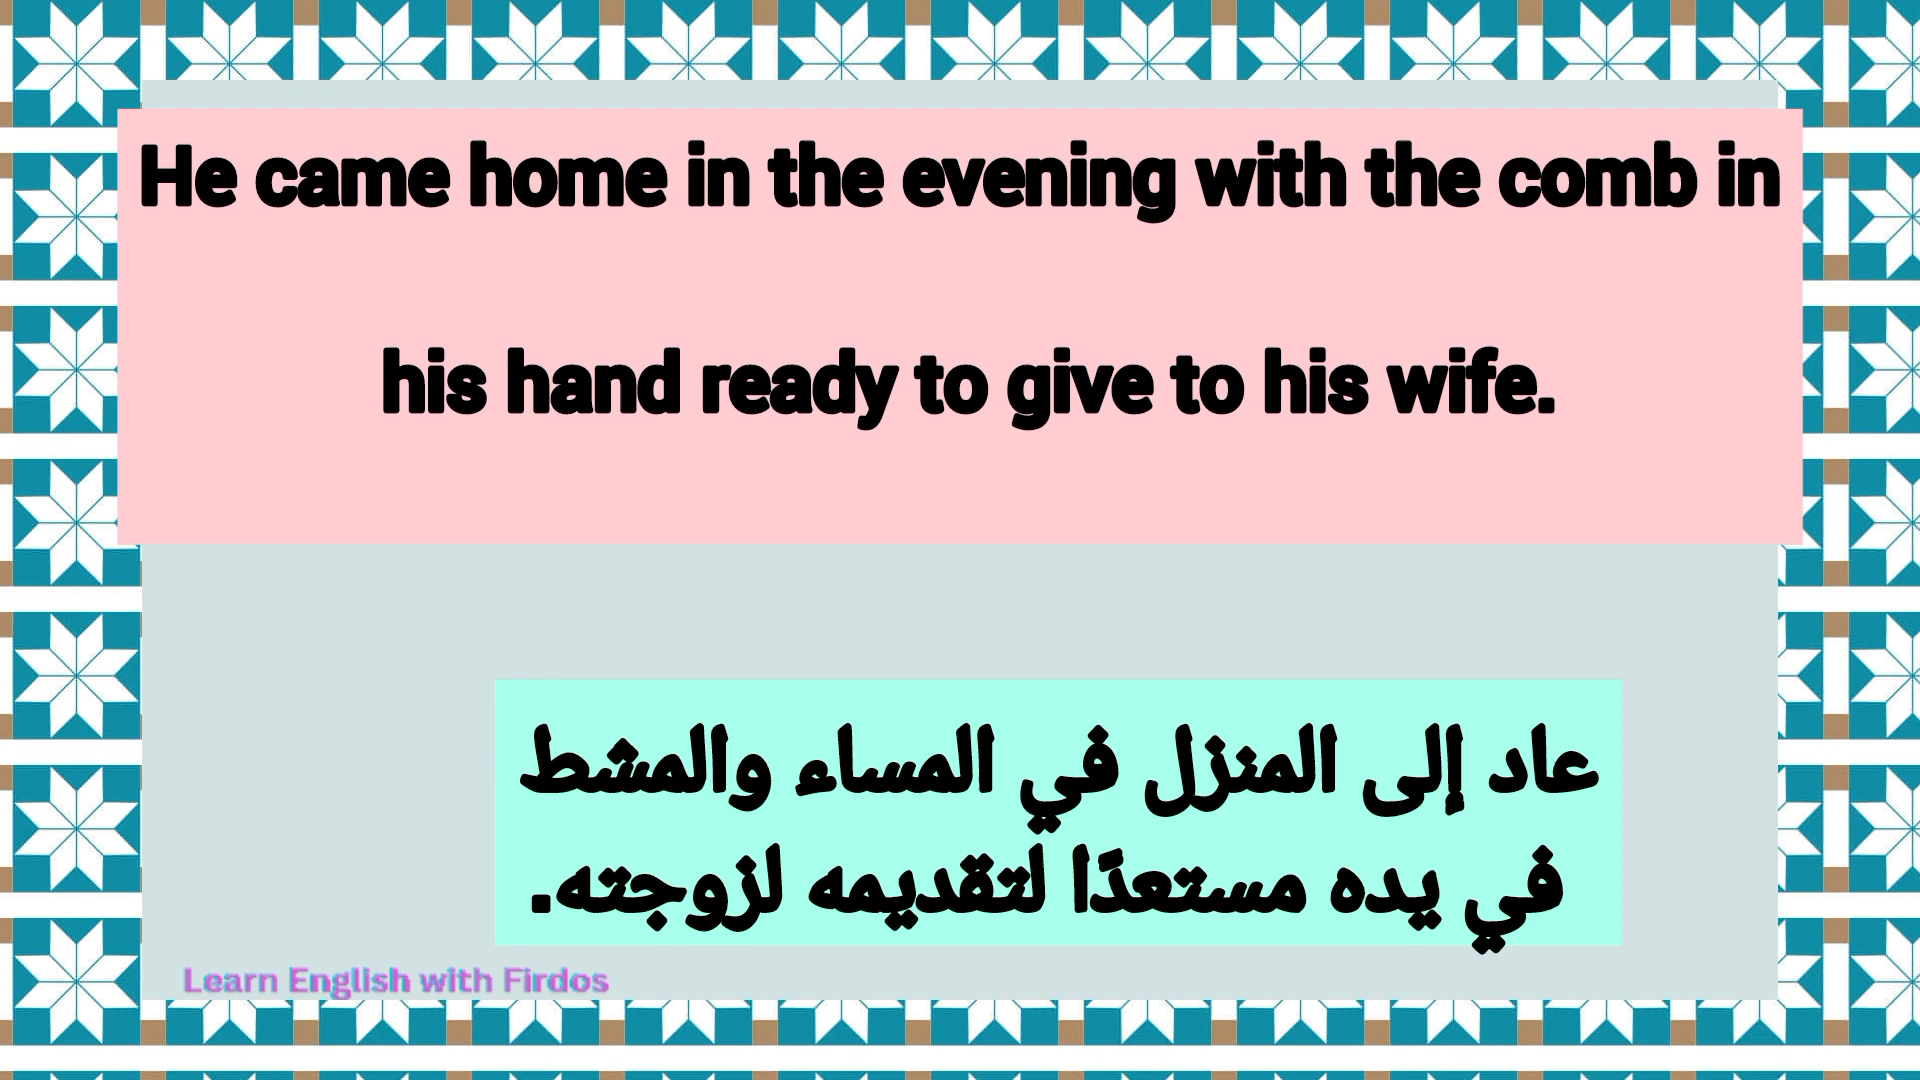 He came home in the evening with the comb in
his hand ready to give to his wife.
عاد إلى المنزل في المساء والمشط
في يده مستعدًا لتقديمه لزوجته.
Learn English with Firdos